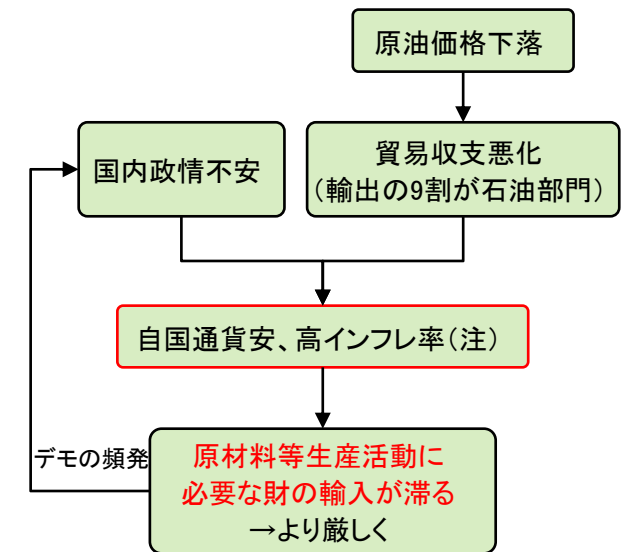 原油価格下落
国内政情不安
貿易収支悪化
（輸出の9割が石油部門）
自国通貨安、高インフレ率（注）
デモの頻発
原材料等生産活動に
必要な財の輸入が滞る
→より厳しく